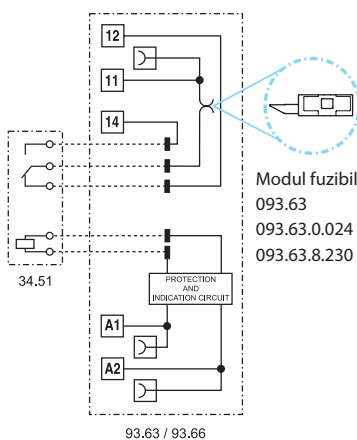 12
11
14
Modul fuzibil
093.63
093.63.0.024
093.63.8.230
34.51
PROTECTION
AND
INDICATION CIRCUIT
A1
A2
93.63 / 93.66